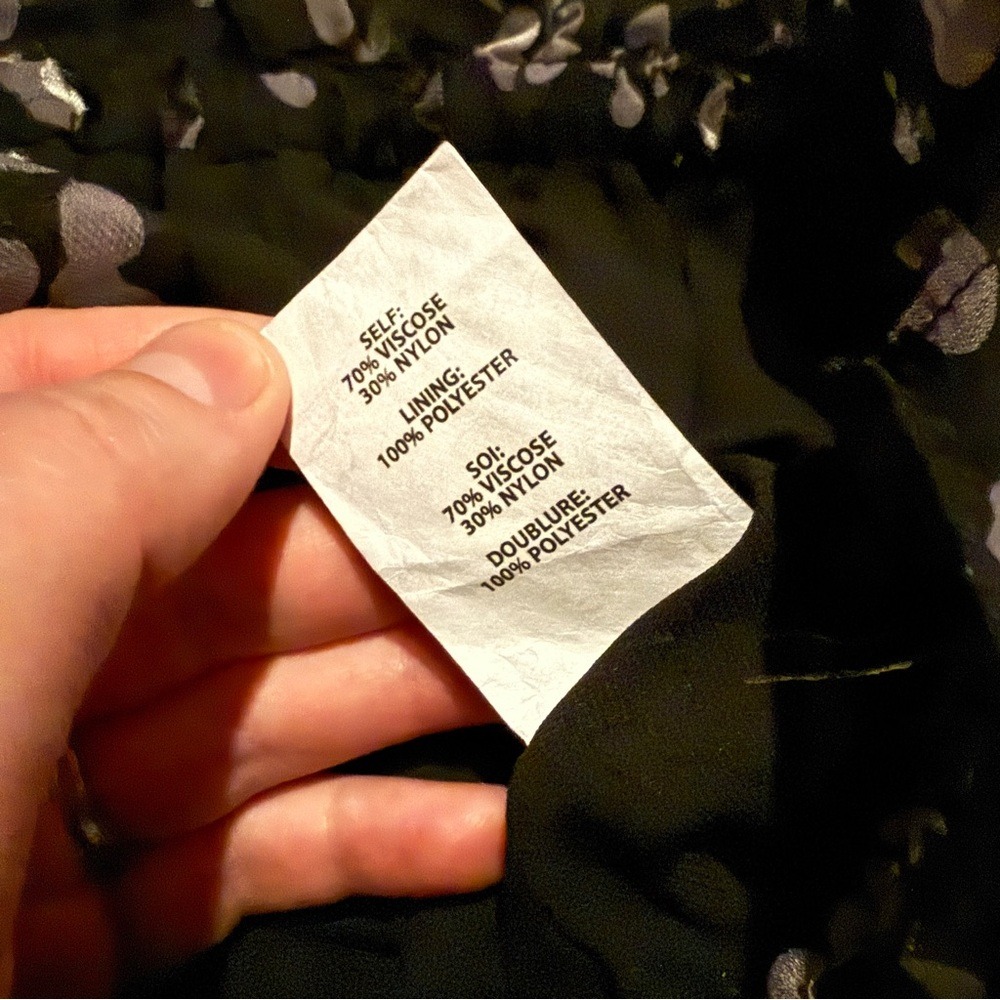 SELF:
70% VISCOSE
30% NYLON
LINING:
100% POLYESTER
SOI:
70% VISCOSE
30% NYLON
DOUBLURE:
100% POLYESTER